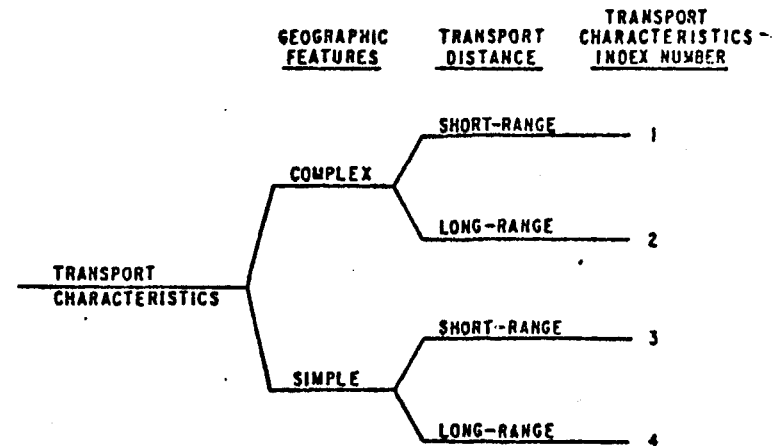 GEOGRAPHIC
FEATURES
TRANSPORT
DISTANCE
TRANSPORT
CHARACTERISTICS-
INDEX NUMBER
SHORT-RANGE
1
COMPLEX
LONG-RANGE
2
TRANSPORT
CHARACTERISTICS
SHORT-RANGE
3
SIMPLE
LONG-RANGE
4